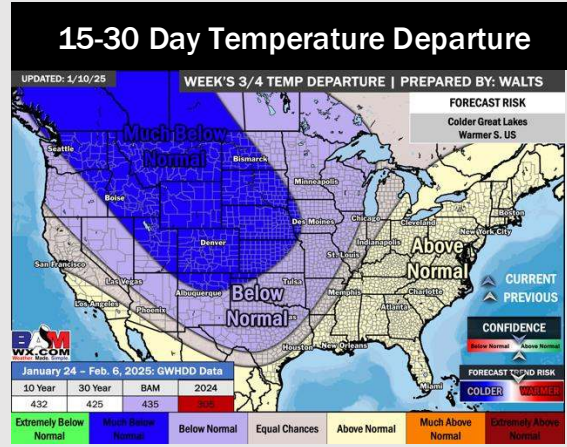 15-30 Day Temperature Departure
UPDATED: 1/10/25
WEEK'S 3/4 TEMP DEPARTURE | PREPARED BY: WALTS
FORECAST RISK
Colder Great Lakes
Warmer S. US
Seattle
Much Below
Normal
Bismarck
Minneapolis
Boise
Boston
Des Moines
Chicago
Cleveland
New York City
Denver
Indianapolis
Above
Normal
San Francisco
St. Louis
Las Vegas
Tulsa
CURRENT
PREVIOUS
Albuquerque
Below
Normal
Memphis
Charlotte
Los Angeles
Phoenix
Atlanta
CONFIDENCE
Below Normal
Above Normal
Houston
New Orleans
BAM
WX.COM
Weather. Made. Simple.
Miami
FORECAST TREND RISK
COLDER
WARMER
January 24 – Feb. 6, 2025: GWHDD Data
10 Year
30 Year
BAM
2024
432
425
435
305
Extremely Below
Normal
Much Below
Normal
Below Normal
Equal Chances
Above Normal
Much Above
Normal
Extremely Above
Normal